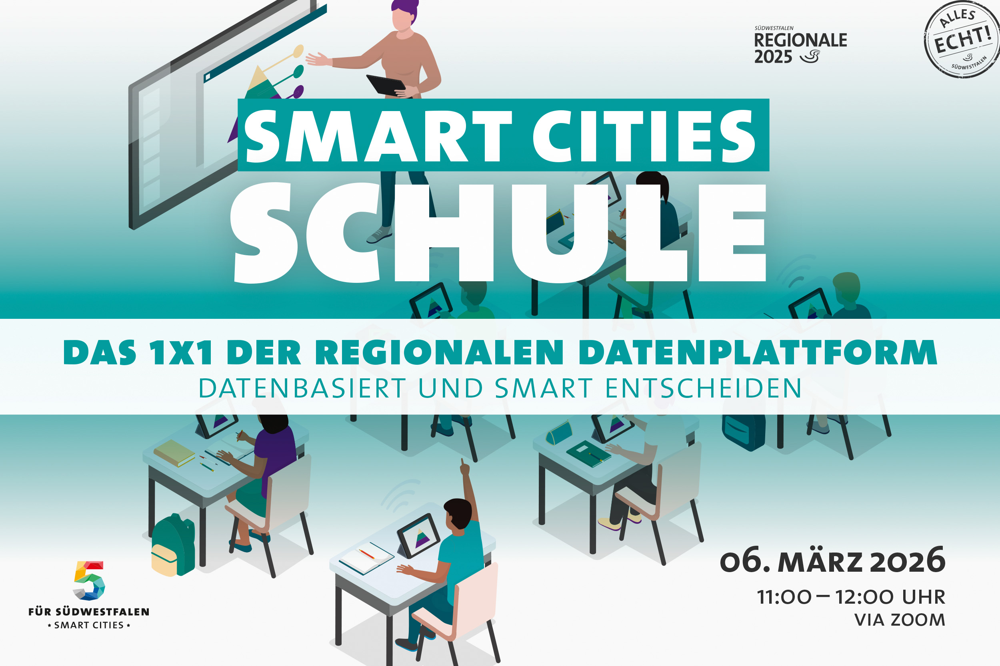 SÜDWESTFALEN
REGIONALE
2025
ALLES
ECHT!
SÜDWESTFALEN
SMART CITIES
SCHULE
DAS 1X1 DER REGIONALEN DATENPLATTFORM
DATENBASIERT UND SMART ENTSCHEIDEN
5
FÜR SÜDWESTFALEN
★ SMART CITIES ★
06. MÄRZ 2026
11:00 – 12:00 UHR
VIA ZOOM